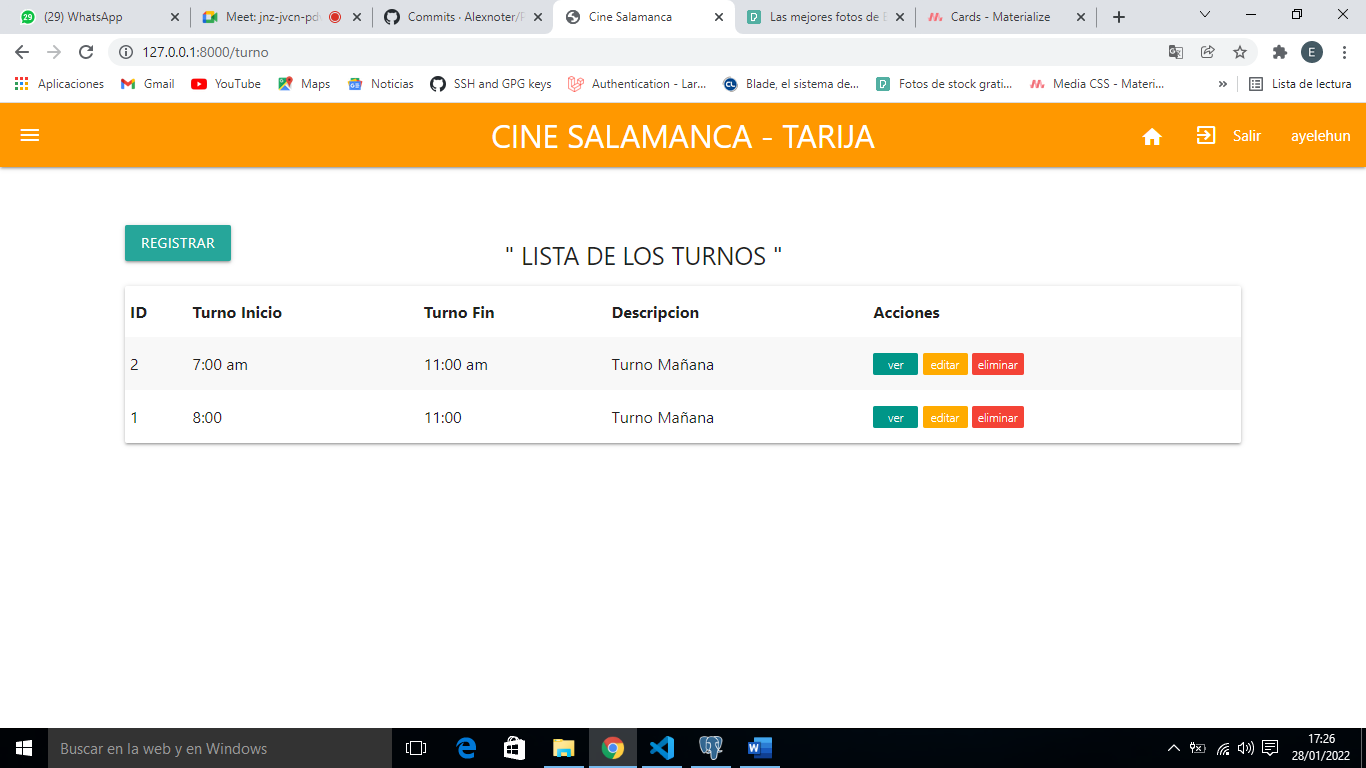 (29) WhatsApp
Meet: jnz-jvcn-pd
Commits · Alexnoter/P
Cine Salamanca
Las mejores fotos de E
Cards - Materialize
127.0.0.1:8000/turno
E
Aplicaciones
Gmail
YouTube
Maps
Noticias
SSH and GPG keys
Authentication - Lar...
Blade, el sistema de...
Fotos de stock grati...
Media CSS - Materi...
»
Lista de lectura
CINE SALAMANCA - TARIJA
Salir
ayelehun
REGISTRAR
" LISTA DE LOS TURNOS "
ID Turno Inicio Turno Fin Descripcion Acciones
2 7:00 am 11:00 am Turno Mañana ver editar eliminar
1 8:00 11:00 Turno Mañana ver editar eliminar
Buscar en la web y en Windows
17:26
28/01/2022